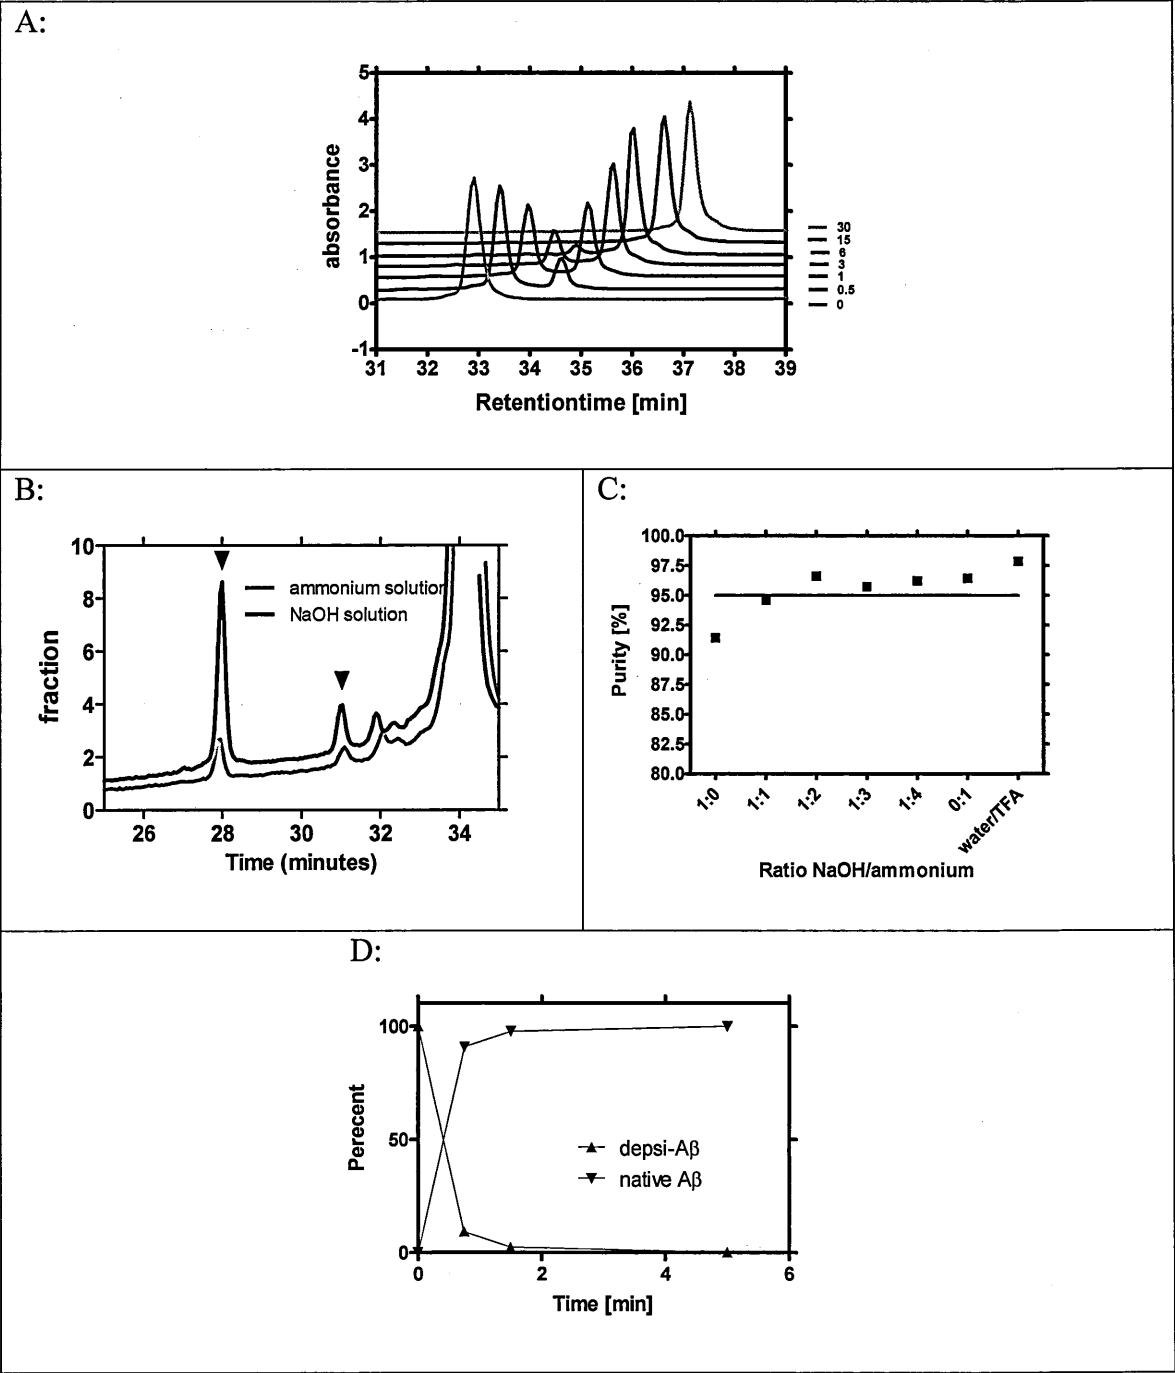 A:
5
4
3
2
1
0
-1
absorbance
31 32 33 34 35 36 37 38 39
Retentiontime [min]
30
15
6
3
1
0.5
0
B:
10
8
6
4
2
0
fraction
ammonium solution
NaOH solution
26 28 30 32 34
Time (minutes)
C:
100.0
97.5
95.0
92.5
90.0
87.5
85.0
82.5
80.0
Purity [%]
1:0 1:1 1:2 1:3 1:4 0:1 water/TFA
Ratio NaOH/ammonium
D:
100
50
0
Perecent
depsi-Aβ
native Aβ
0 2 4 6
Time [min]